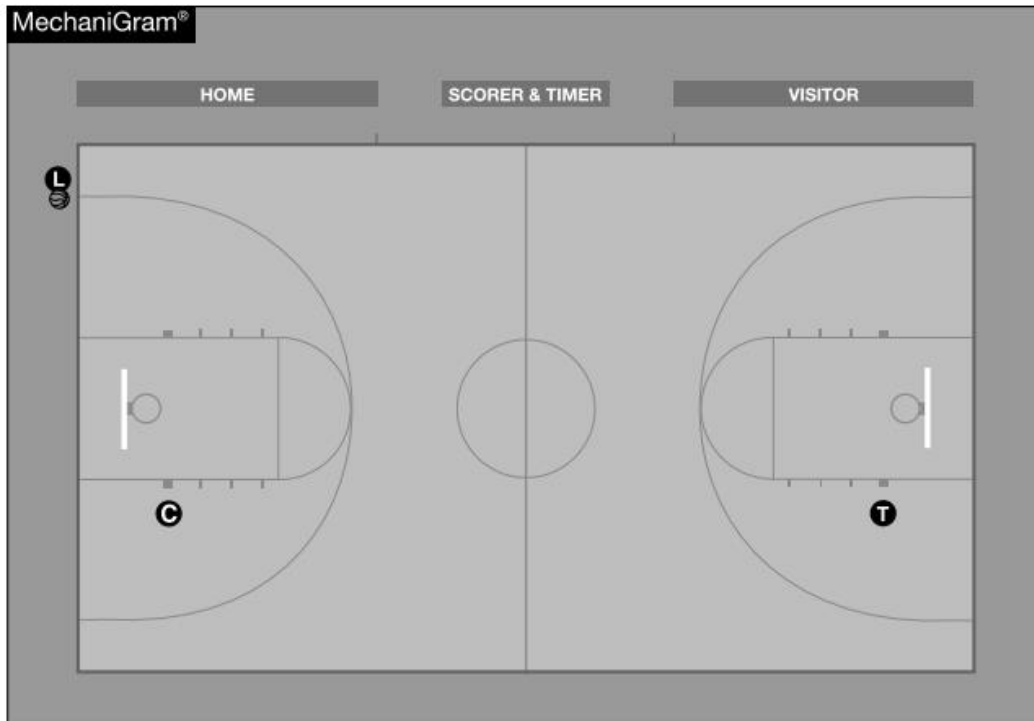 MechaniGram®
HOME
SCORER & TIMER
VISITOR
L
C
T